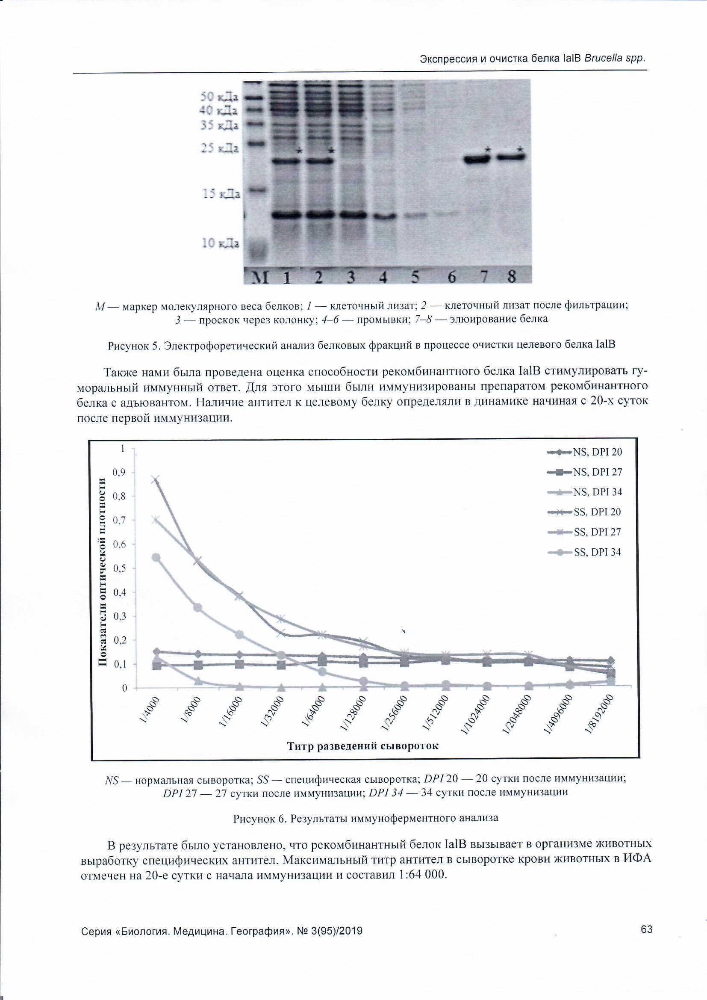 Экспрессия и очистка белка IalB Brucella spp.
50 кДа
40 кДа
35 кДа
25 кДа
15 кДа
10 кДа
* * * *
M 1 2 3 4 5 6 7 8
M — маркер молекулярного веса белков; 1 — клеточный лизат; 2 — клеточный лизат после фильтрации;
3 — проскок через колонку; 4–6 — промывки; 7–8 — элюирование белка
Рисунок 5. Электрофоретический анализ белковых фракций в процессе очистки целевого белка IalB
Также нами была проведена оценка способности рекомбинантного белка IalB стимулировать гу-
моральный иммунный ответ. Для этого мыши были иммунизированы препаратом рекомбинантного
белка с адъювантом. Наличие антител к целевому белку определяли в динамике начиная с 20-х суток
после первой иммунизации.
Показатели оптической плотности
1
0,9
0,8
0,7
0,6
0,5
0,4
0,3
0,2
0,1
0
NS, DPI 20
NS, DPI 27
NS, DPI 34
SS, DPI 20
SS, DPI 27
SS, DPI 34
1/4000
1/8000
1/16000
1/32000
1/64000
1/128000
1/256000
1/512000
1/1024000
1/2048000
1/4096000
1/8192000
Титр разведений сывороток
NS — нормальная сыворотка; SS — специфическая сыворотка; DPI 20 — 20 сутки после иммунизации;
DPI 27 — 27 сутки после иммунизации; DPI 34 — 34 сутки после иммунизации
Рисунок 6. Результаты иммуноферментного анализа
В результате было установлено, что рекомбинантный белок IalB вызывает в организме животных
выработку специфических антител. Максимальный титр антител в сыворотке крови животных в ИФА
отмечен на 20-е сутки с начала иммунизации и составил 1:64 000.
Серия «Биология. Медицина. География». № 3(95)/2019
63